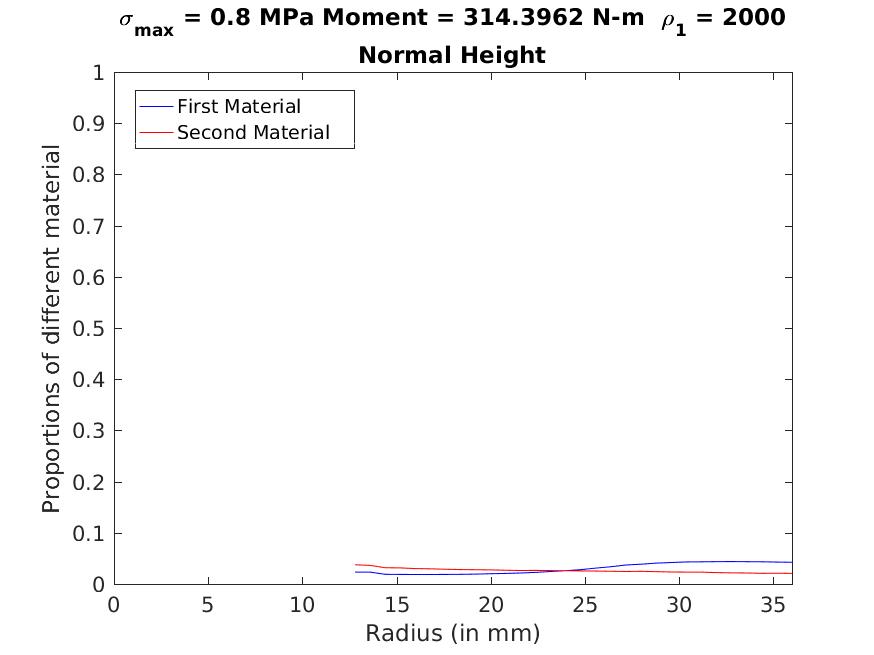 σmax = 0.8 MPa Moment = 314.3962 N-m ρ1 = 2000
Normal Height
First Material
Second Material
Proportions of different material
1
0.9
0.8
0.7
0.6
0.5
0.4
0.3
0.2
0.1
0
0 5 10 15 20 25 30 35
Radius (in mm)